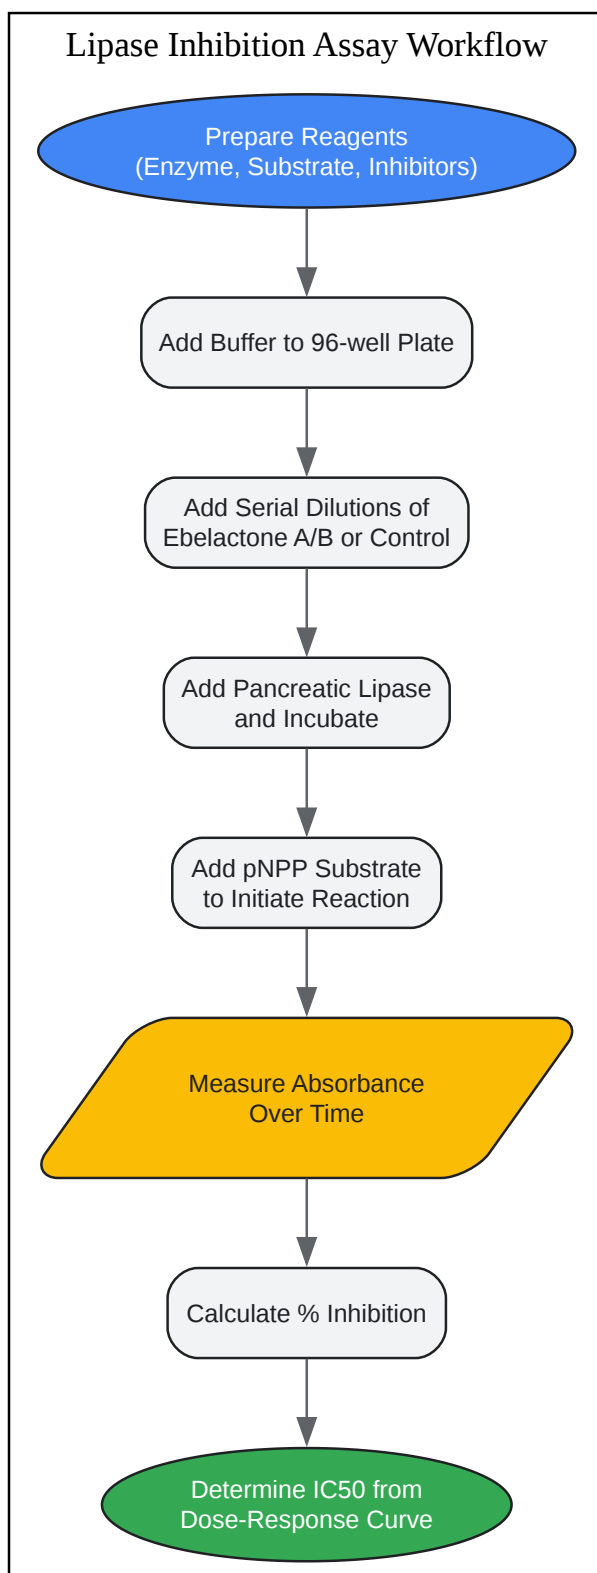 Lipase Inhibition Assay Workflow
Prepare Reagents
(Enzyme, Substrate, Inhibitors)
Add Buffer to 96-well Plate
Add Serial Dilutions of
Ebelactone A/B or Control
Add Pancreatic Lipase
and Incubate
Add pNPP Substrate
to Initiate Reaction
Measure Absorbance
Over Time
Calculate % Inhibition
Determine IC50 from
Dose-Response Curve